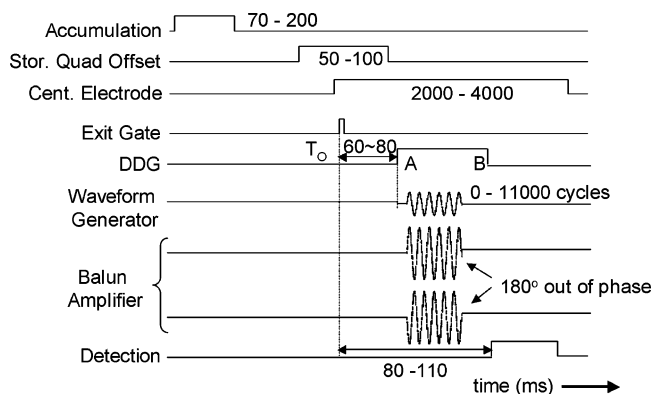 Accumulation
70 - 200
Stor. Quad Offset
50 -100
Cent. Electrode
2000 - 4000
Exit Gate
T○
60~80
DDG
A
B
Waveform
Generator
0 - 11000 cycles
Balun
Amplifier
180º out of phase
Detection
80 -110
time (ms)